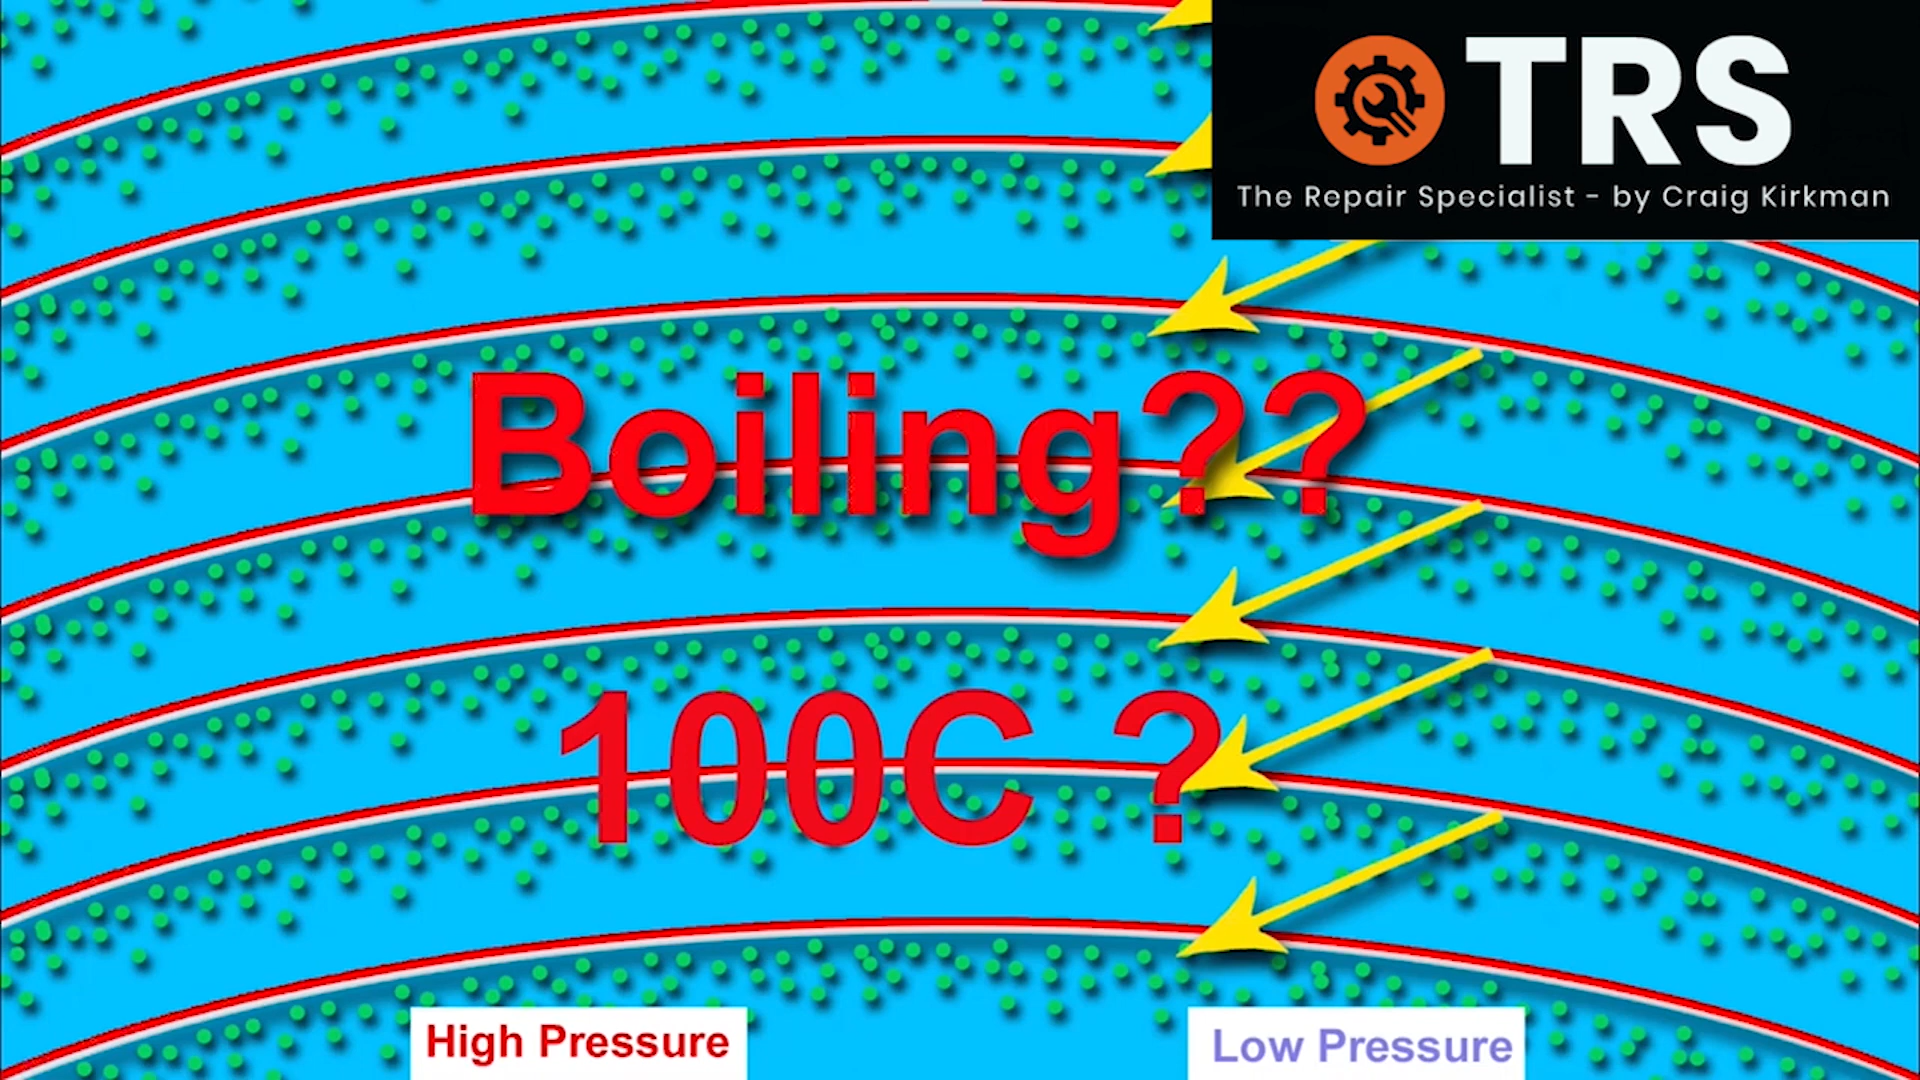 TRS
The Repair Specialist - by Craig Kirkman
Boiling??
100C ?
High Pressure
Low Pressure